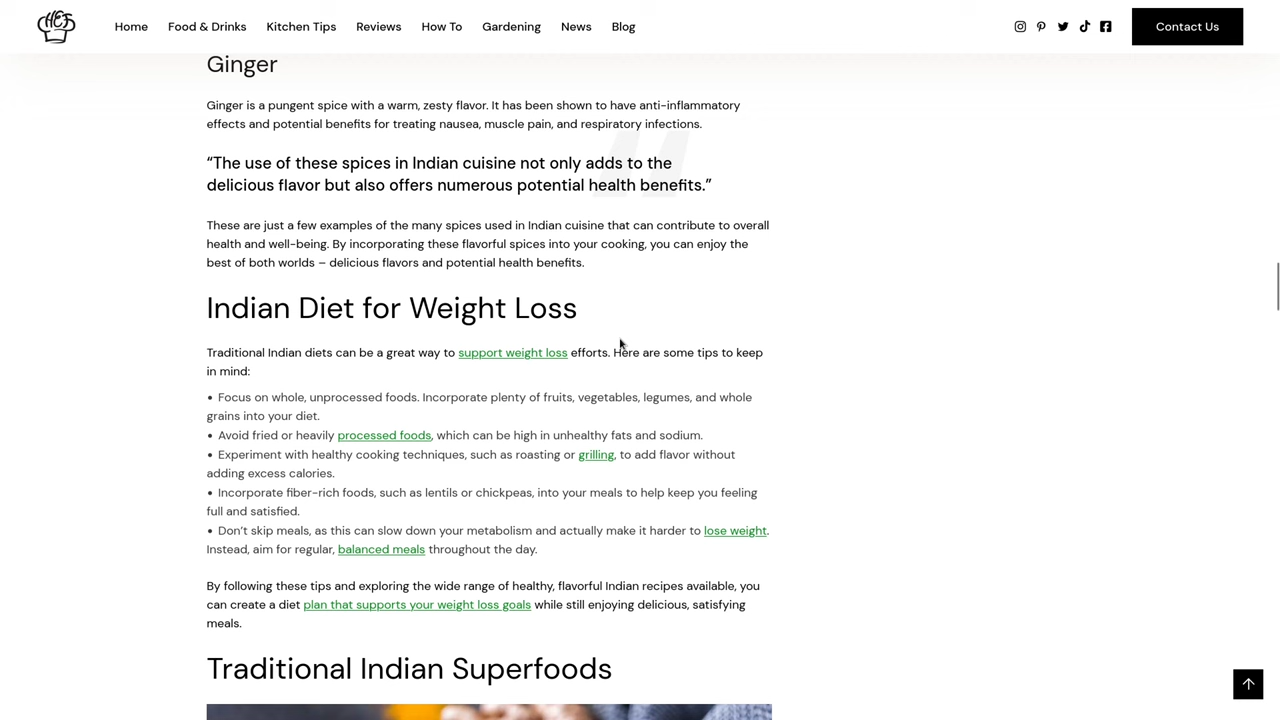 CHEF
Home Food & Drinks Kitchen Tips Reviews How To Gardening News Blog Contact Us
Ginger
Ginger is a pungent spice with a warm, zesty flavor. It has been shown to have anti-inflammatory
effects and potential benefits for treating nausea, muscle pain, and respiratory infections.
“The use of these spices in Indian cuisine not only adds to the
delicious flavor but also offers numerous potential health benefits.”
These are just a few examples of the many spices used in Indian cuisine that can contribute to overall
health and well-being. By incorporating these flavorful spices into your cooking, you can enjoy the
best of both worlds – delicious flavors and potential health benefits.
Indian Diet for Weight Loss
Traditional Indian diets can be a great way to support weight loss efforts. Here are some tips to keep
in mind:
• Focus on whole, unprocessed foods. Incorporate plenty of fruits, vegetables, legumes, and whole
grains into your diet.
• Avoid fried or heavily processed foods, which can be high in unhealthy fats and sodium.
• Experiment with healthy cooking techniques, such as roasting or grilling, to add flavor without
adding excess calories.
• Incorporate fiber-rich foods, such as lentils or chickpeas, into your meals to help keep you feeling
full and satisfied.
• Don’t skip meals, as this can slow down your metabolism and actually make it harder to lose weight.
Instead, aim for regular, balanced meals throughout the day.
By following these tips and exploring the wide range of healthy, flavorful Indian recipes available, you
can create a diet plan that supports your weight loss goals while still enjoying delicious, satisfying
meals.
Traditional Indian Superfoods